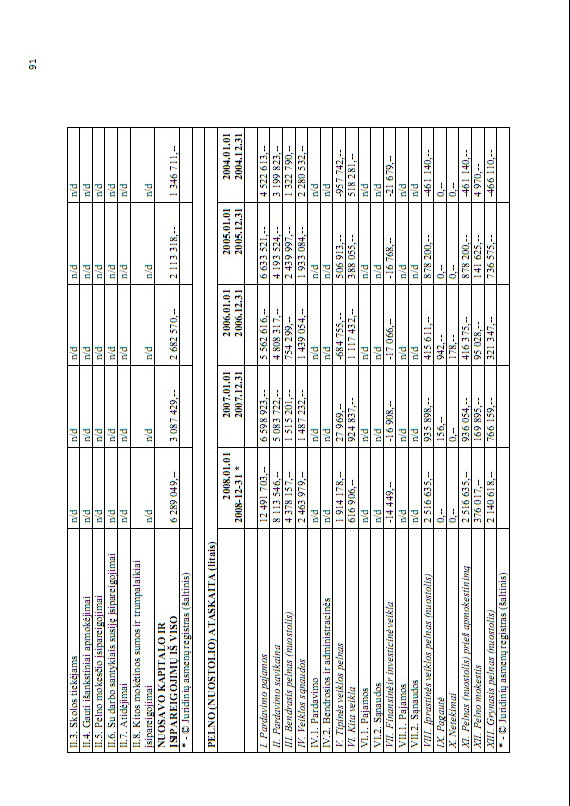 91
II.3. Skolos tiekėjams n/d n/d n/d n/d n/d
II.4. Gauti išankstiniai apmokėjimai n/d n/d n/d n/d n/d
II.5. Pelno mokesčio įsipareigojimai n/d n/d n/d n/d n/d
II.6. Su darbo santykiais susiję įsipareigojimai n/d n/d n/d n/d n/d
II.7. Atidėjimai n/d n/d n/d n/d n/d
II.8. Kitos mokėtinos sumos ir trumpalaikiai
įsipareigojimai n/d n/d n/d n/d n/d
NUOSAVO KAPITALO IR
ĮSIPAREIGOJIMŲ IŠ VISO 6 289 049,-- 3 087 429,-- 2 682 570,-- 2 113 318,-- 1 346 711,--
* - © Juridinių asmenų registras (šaltinis)
PELNO (NUOSTOLIO) ATASKAITA (litais)
2008.01.01 2007.01.01 2006.01.01 2005.01.01 2004.01.01
2008-12-31 * 2007.12.31 2006.12.31 2005.12.31 2004.12.31
I. Pardavimo pajamos 12 491 703,-- 6 598 923,-- 5 562 616,-- 6 633 521,-- 4 522 613,--
II. Pardavimo savikaina 8 113 546,-- 5 083 722,-- 4 808 317,-- 4 193 524,-- 3 199 823,--
III. Bendrasis pelnas (nuostolis) 4 378 157,-- 1 515 201,-- 754 299,-- 2 439 997,-- 1 322 790,--
IV. Veiklos sąnaudos 2 463 979,-- 1 487 232,-- 1 439 054,-- 1 933 084,-- 2 280 532,--
IV.1. Pardavimo n/d n/d n/d n/d n/d
IV.2. Bendrosios ir administracinės n/d n/d n/d n/d n/d
V. Tipinės veiklos pelnas 1 914 178,-- 27 969,-- -684 755,-- 506 913,-- -957 742,--
VI. Kita veikla 616 906,-- 924 837,-- 1 117 432,-- 388 055,-- 518 281,--
VI.1. Pajamos n/d n/d n/d n/d n/d
VI.2. Sąnaudos n/d n/d n/d n/d n/d
VII. Finansinė ir investicinė veikla -14 449,-- -16 908,-- -17 066,-- -16 768,-- -21 679,--
VII.1. Pajamos n/d n/d n/d n/d n/d
VII.2. Sąnaudos n/d n/d n/d n/d n/d
VIII. Įprastinės veiklos pelnas (nuostolis) 2 516 635,-- 935 898,-- 415 611,-- 878 200,-- -461 140,--
IX. Pagautė 0,-- 156,-- 942,-- 0,-- 0,--
X. Netekimai 0,-- 0,-- 178,-- 0,-- 0,--
XI. Pelnas (nuostolis) prieš apmokestinimą 2 516 635,-- 936 054,-- 416 375,-- 878 200,-- -461 140,--
XII. Pelno mokestis 376 017,-- 169 895,-- 95 028,-- 141 625,-- 4 970,--
XIII. Grynasis pelnas (nuostolis) 2 140 618,-- 766 159,-- 321 347,-- 736 575,-- -466 110,--
* - © Juridinių asmenų registras (šaltinis)